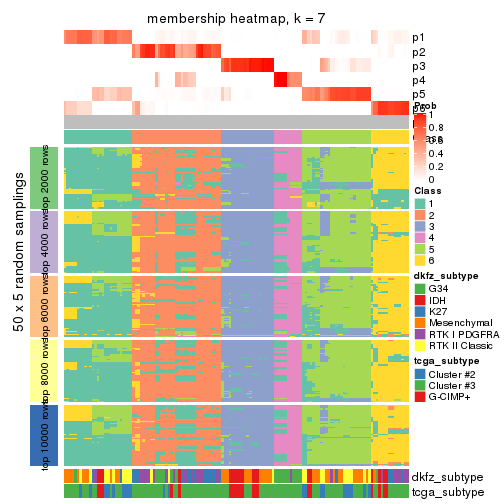 membership heatmap, k = 7
p1
p2
p3
p4
p5
Prob
1
0.8
0.6
0.4
0.2
0
Class
1
2
3
4
5
6
dkfz_subtype
G34
IDH
K27
Mesenchymal
RTK I PDGFRA
RTK II Classic
tcga_subtype
Cluster #2
Cluster #3
G-CIMP+
50 x 5 random samplings
top 2000 rows
top 4000 rows
top 6000 rows
top 8000 rows
top 10000 rows
dkfz_subtype
tcga_subtype